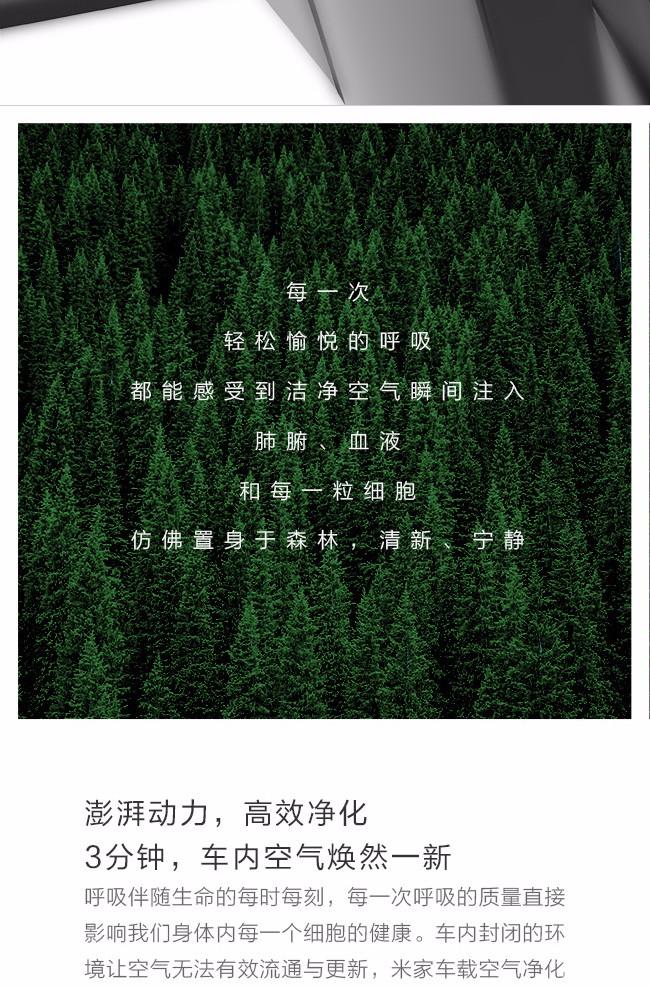 每一次
轻松愉悦的呼吸
都能感受到洁净空气瞬间注入
肺腑、血液
和每一粒细胞
仿佛置身于森林，清新、宁静
澎湃动力，高效净化
3分钟，车内空气焕然一新
呼吸伴随生命的每时每刻，每一次呼吸的质量直接
影响我们身体内每一个细胞的健康。车内封闭的环
境让空气无法有效流通与更新，米家车载空气净化